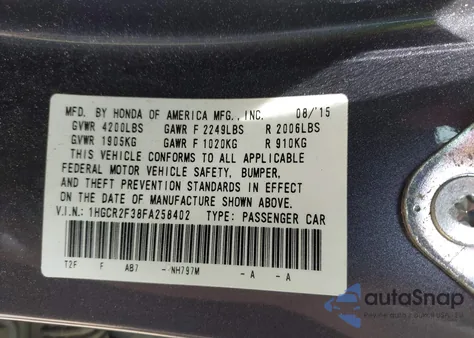 MFD. BY HONDA OF AMERICA MFG., INC. 08/'15
GVWR 4200LBS GAWR F 2249LBS R 2006LBS
GVWR 1905KG GAWR F 1020KG R 910KG
THIS VEHICLE CONFORMS TO ALL APPLICABLE
FEDERAL MOTOR VEHICLE SAFETY, BUMPER,
AND THEFT PREVENTION STANDARDS IN EFFECT
ON THE DATE OF MANUFACTURE SHOWN ABOVE.
V.I.N.: 1HGCR2F38FA258402 TYPE: PASSENGER CAR
T2F F AB7 -/NH797M -A -A
autoSnap